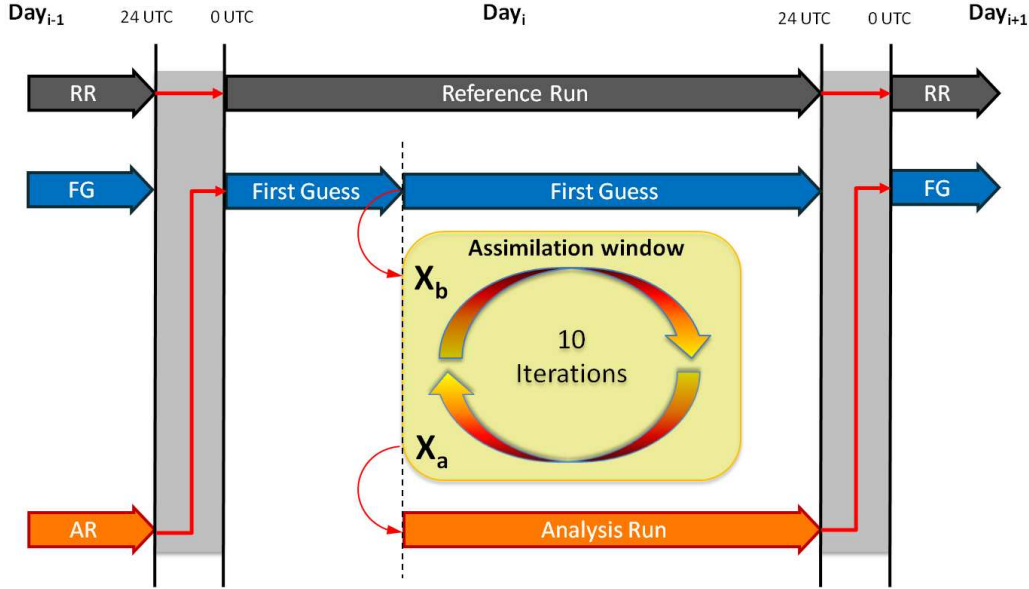 Day i-1 24 UTC 0 UTC Day i 24 UTC 0 UTC Day i+1
RR Reference Run RR
FG First Guess First Guess FG
Assimilation window
X b
10
Iterations
X a
AR Analysis Run